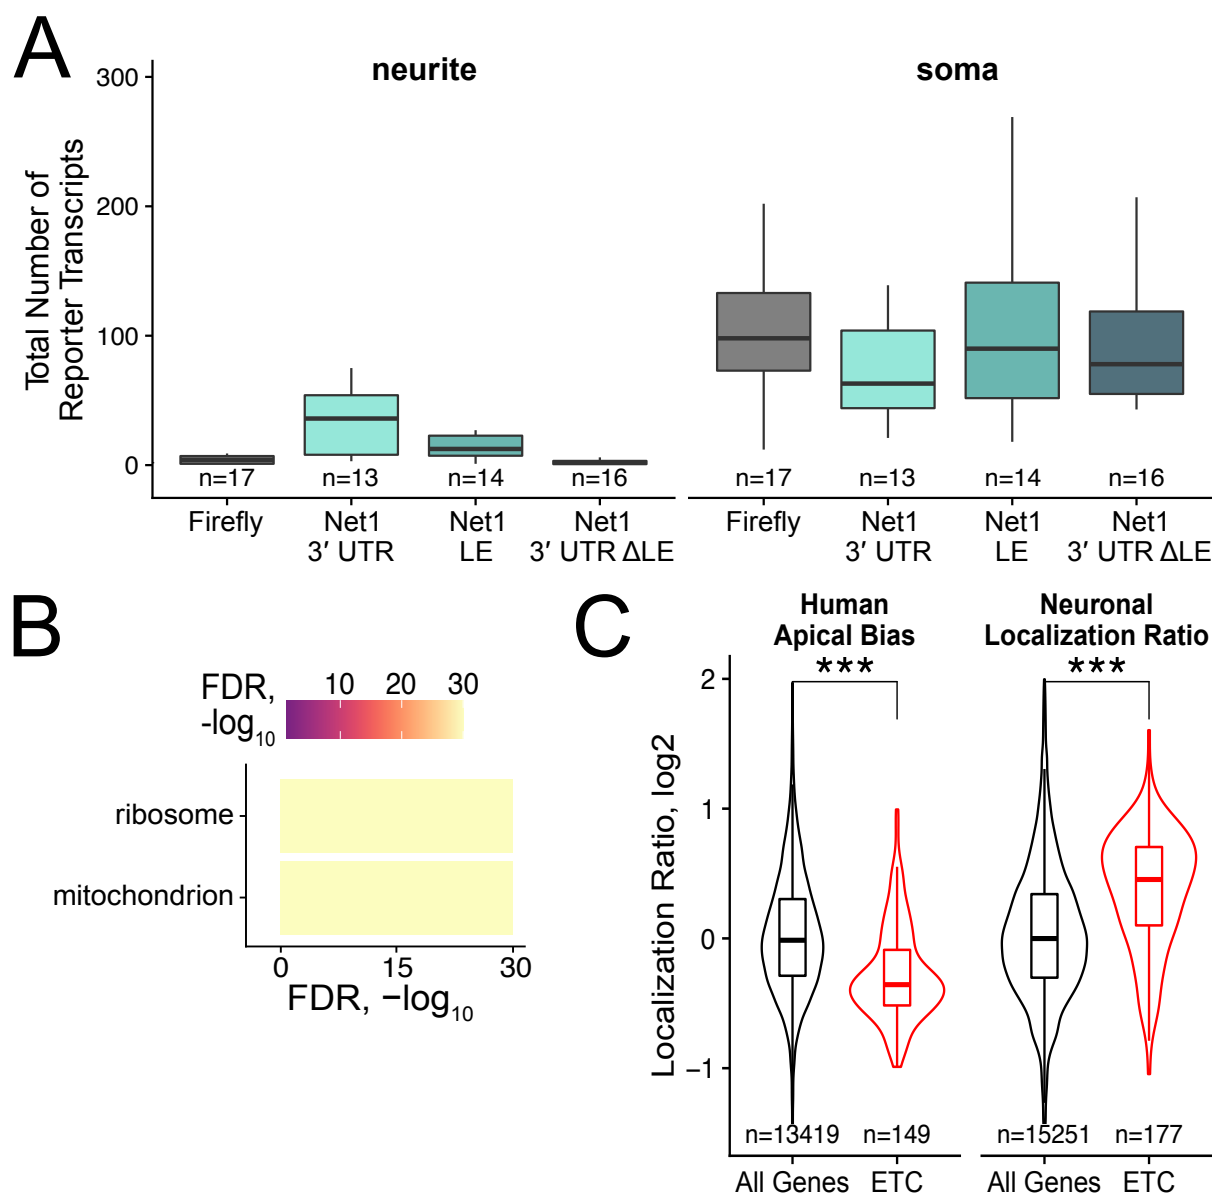 A
neurite
soma
Total Number of
Reporter Transcripts
300
200
100
0
n=17
n=13
n=14
n=16
n=17
n=13
n=14
n=16
Firefly
Net1
3′ UTR
Net1
LE
Net1
3′ UTR ΔLE
Firefly
Net1
3′ UTR
Net1
LE
Net1
3′ UTR ΔLE
B
FDR,
-log₁₀
10
20
30
ribosome
mitochondrion
0
15
30
FDR, −log₁₀
C
Human
Apical Bias
Neuronal
Localization Ratio
***
***
Localization Ratio, log2
2
1
0
−1
n=13419
n=149
n=15251
n=177
All Genes
ETC
All Genes
ETC